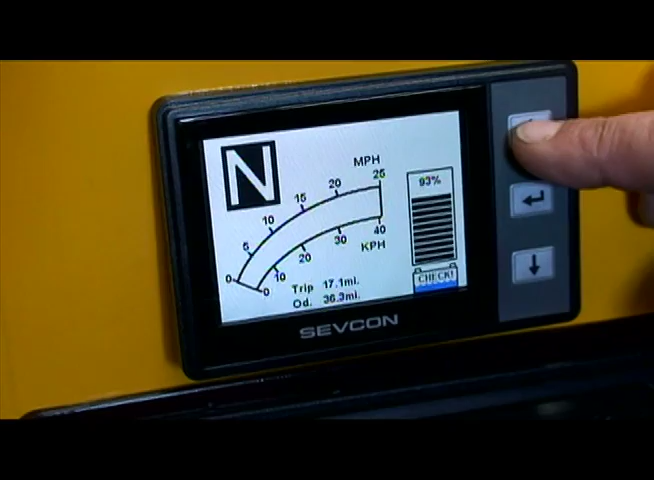 N
MPH
25
20
15
10
5
0
0
10
20
30
40
KPH
93%
CHECK!
Trip 17.1mi.
Od. 36.3mi.
SEVCON